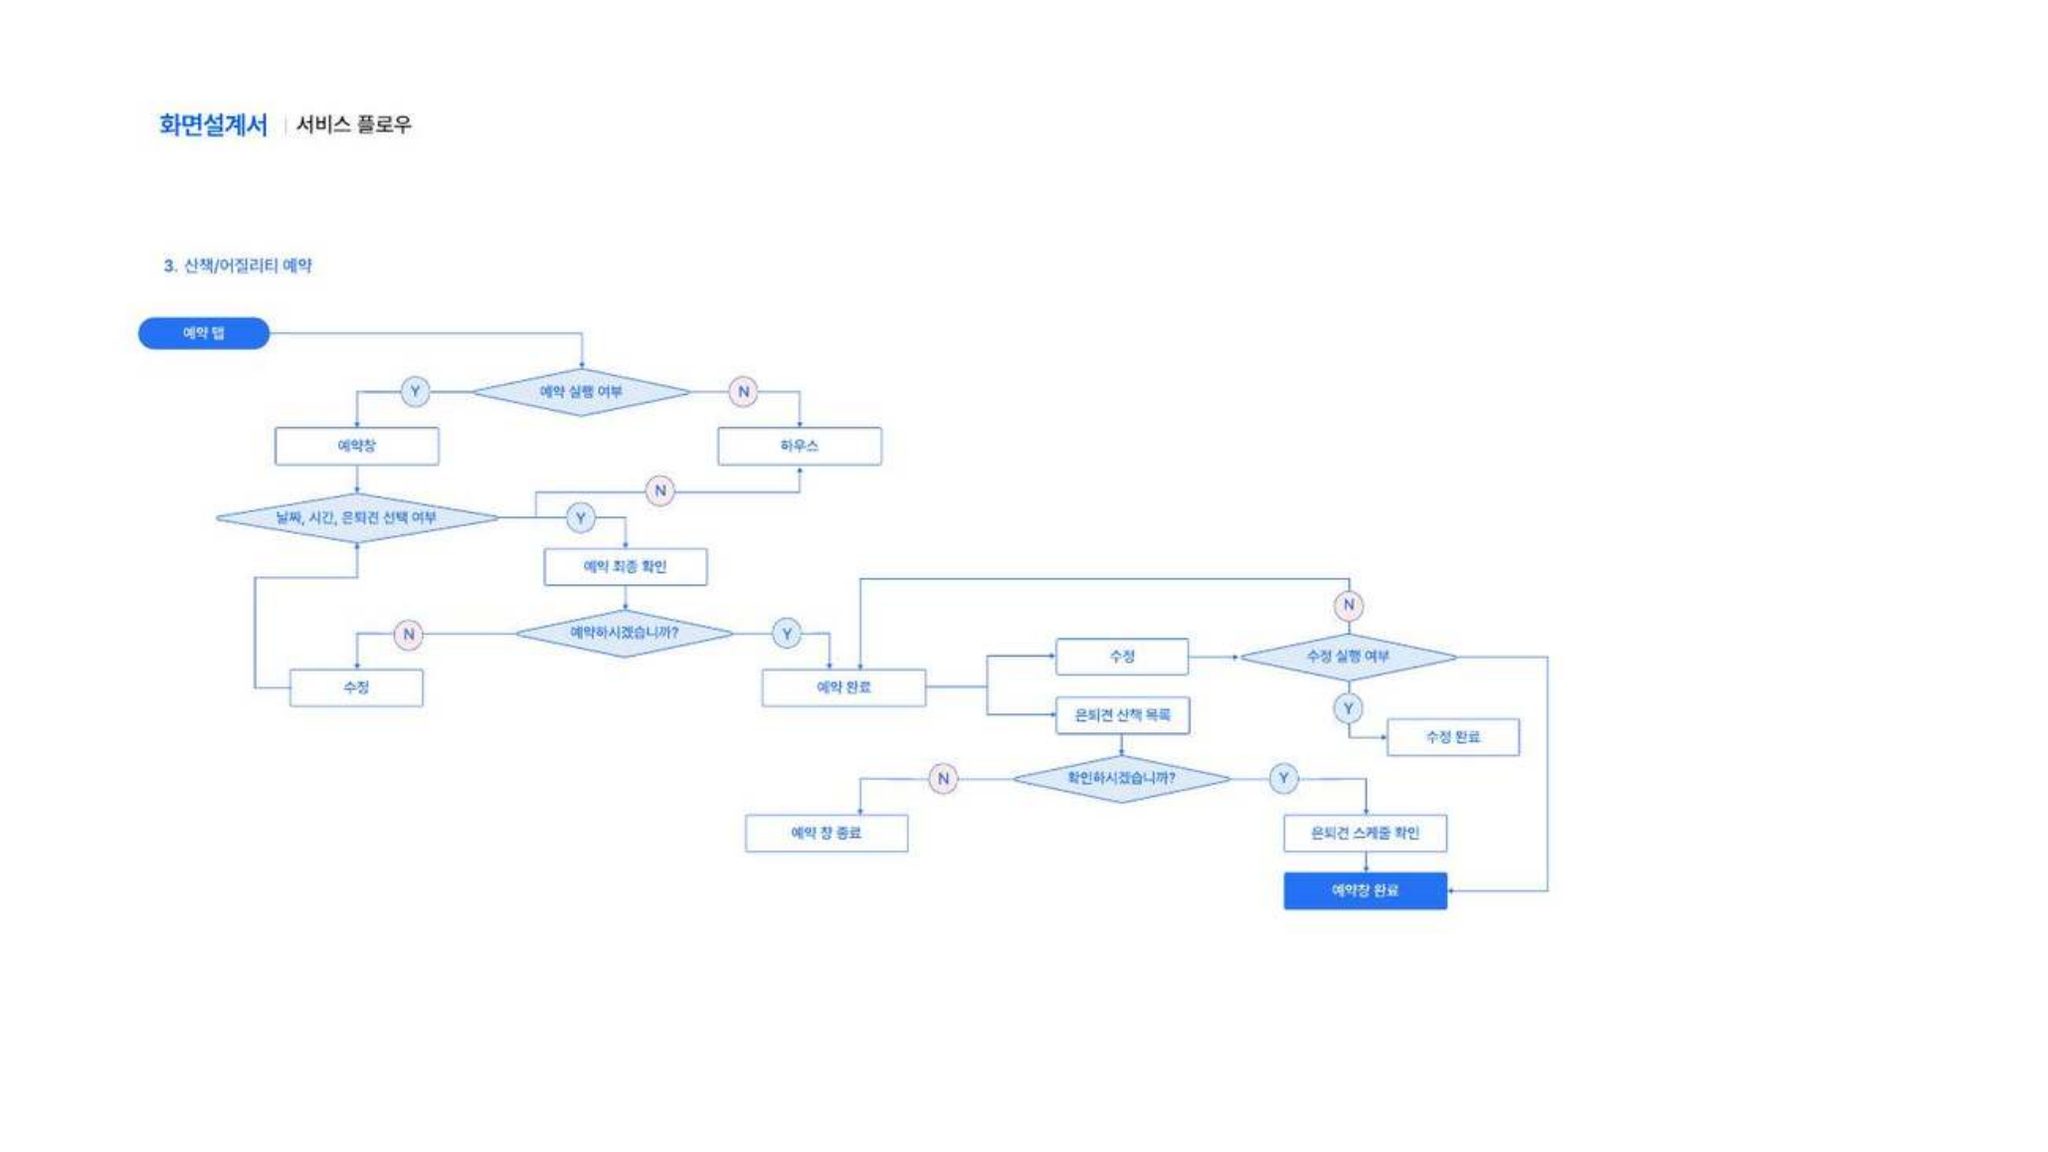 화면설계서 | 서비스 플로우
3. 산책/어질리티 예약
예약 탭
예약 실행 여부
Y
N
예약창
하우스
N
날짜, 시간, 은퇴견 선택 여부
Y
예약 최종 확인
N
예약하시겠습니까?
Y
N
수정
수정 실행 여부
수정
예약 완료
Y
은퇴견 산책 목록
수정 완료
N
확인하시겠습니까?
Y
예약 창 종료
은퇴견 스케줄 확인
예약창 완료